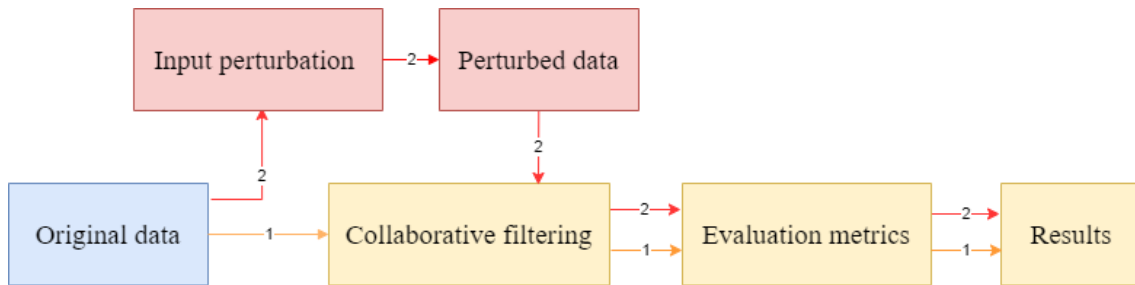 Input perturbation
2
Perturbed data
2
2
Original data
1
Collaborative filtering
2
1
Evaluation metrics
2
1
Results